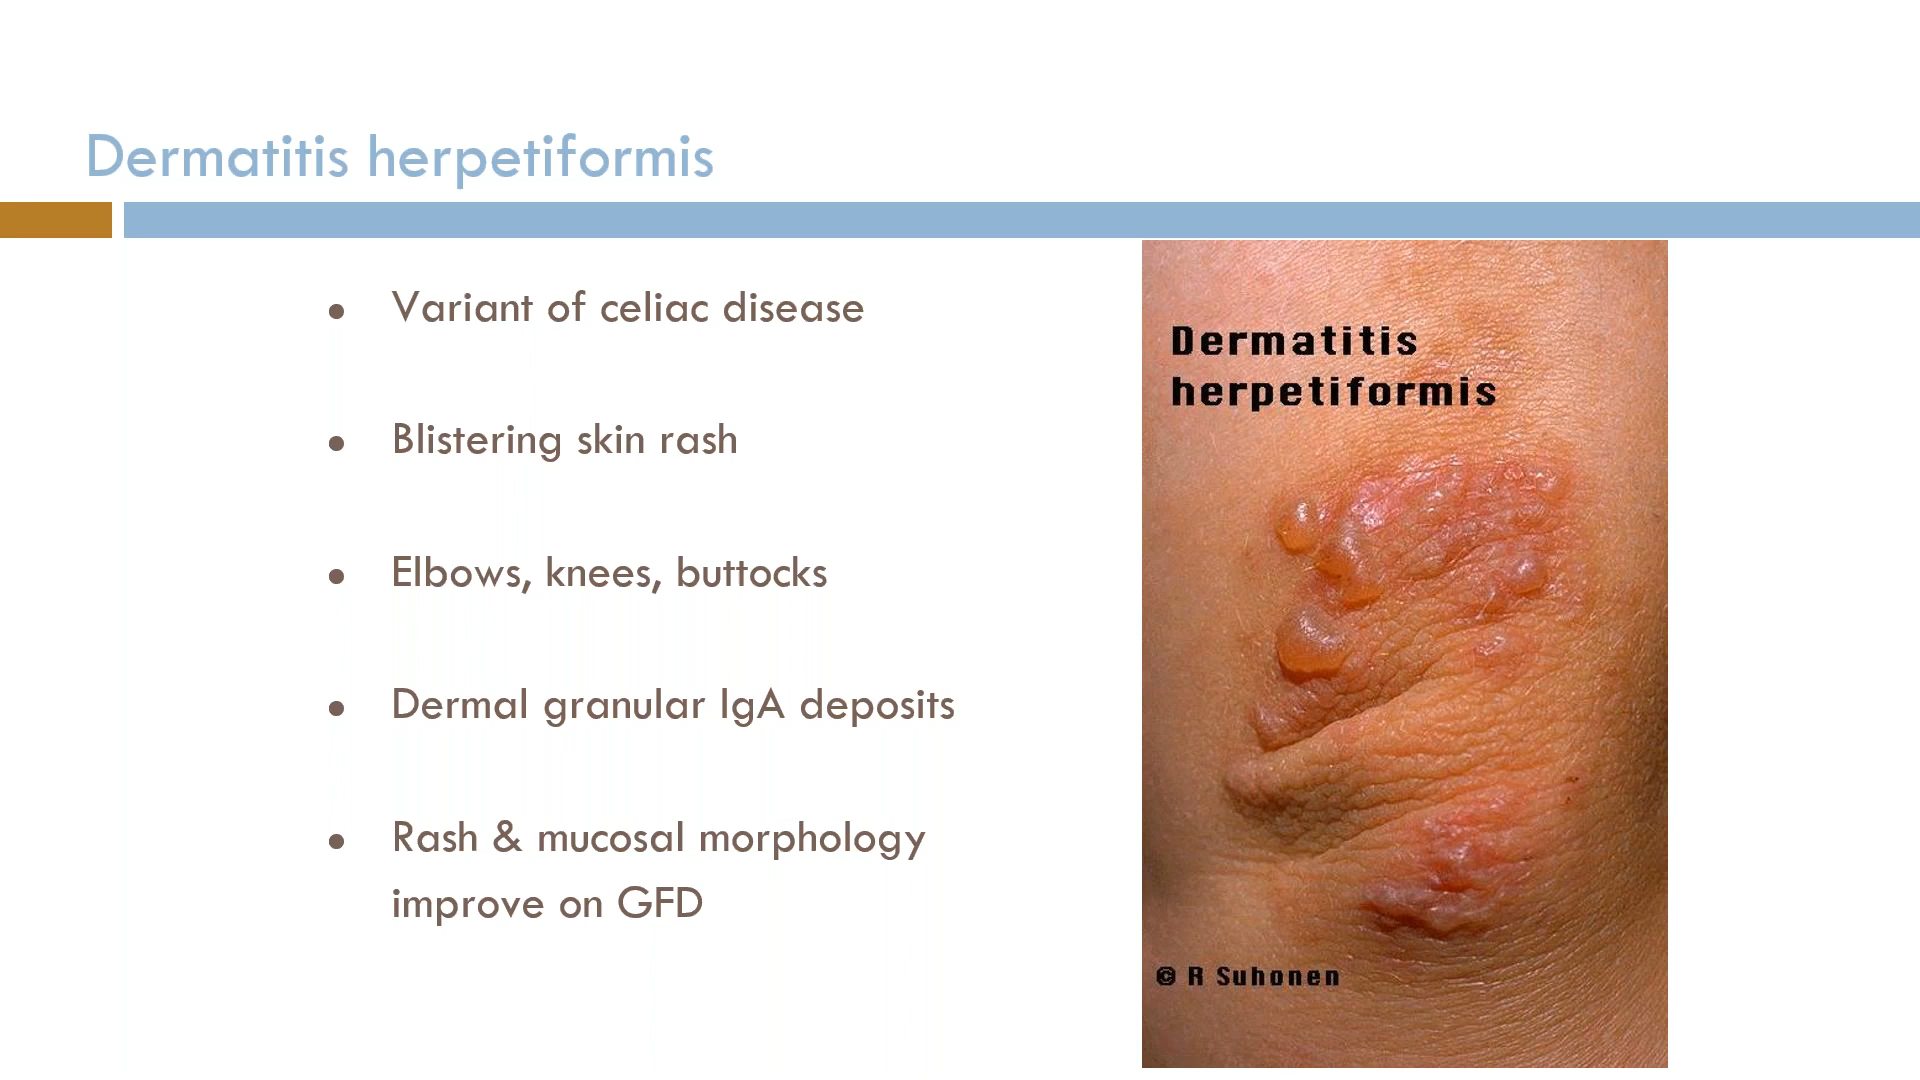 Dermatitis herpetiformis
• Variant of celiac disease
• Blistering skin rash
• Elbows, knees, buttocks
• Dermal granular IgA deposits
• Rash & mucosal morphology
improve on GFD
Dermatitis
herpetiformis
© R Suhonen